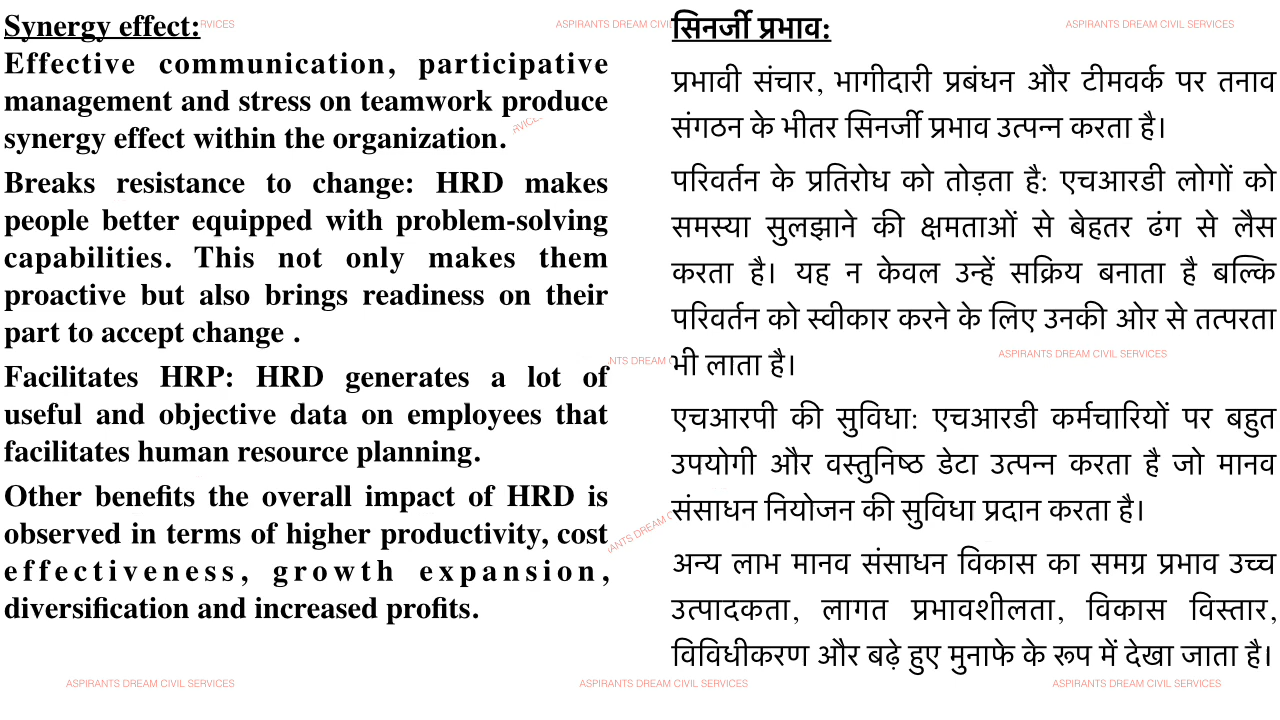 Synergy effect:
Effective communication, participative
management and stress on teamwork produce
synergy effect within the organization.
Breaks resistance to change: HRD makes
people better equipped with problem-solving
capabilities. This not only makes them
proactive but also brings readiness on their
part to accept change .
Facilitates HRP: HRD generates a lot of
useful and objective data on employees that
facilitates human resource planning.
Other benefits the overall impact of HRD is
observed in terms of higher productivity, cost
effectiveness, growth expansion,
diversification and increased profits.
सिनर्जी प्रभाव:
प्रभावी संचार, भागीदारी प्रबंधन और टीमवर्क पर तनाव
संगठन के भीतर सिनर्जी प्रभाव उत्पन्न करता है।
परिवर्तन के प्रतिरोध को तोड़ता है: एचआरडी लोगों को
समस्या सुलझाने की क्षमताओं से बेहतर ढंग से लैस
करता है। यह न केवल उन्हें सक्रिय बनाता है बल्कि
परिवर्तन को स्वीकार करने के लिए उनकी ओर से तत्परता
भी लाता है।
एचआरपी की सुविधा: एचआरडी कर्मचारियों पर बहुत
उपयोगी और वस्तुनिष्ठ डेटा उत्पन्न करता है जो मानव
संसाधन नियोजन की सुविधा प्रदान करता है।
अन्य लाभ मानव संसाधन विकास का समग्र प्रभाव उच्च
उत्पादकता, लागत प्रभावशीलता, विकास विस्तार,
विविधीकरण और बढ़े हुए मुनाफे के रूप में देखा जाता है।
RVICES
ASPIRANTS DREAM CIVI
ASPIRANTS DREAM CIVIL SERVICES
RVICES
NTS DREAM
ASPIRANTS DREAM CIVIL SERVICES
ANTS DREAM
ASPIRANTS DREAM CIVIL SERVICES
ASPIRANTS DREAM CIVIL SERVICES
ASPIRANTS DREAM CIVIL SERVICES